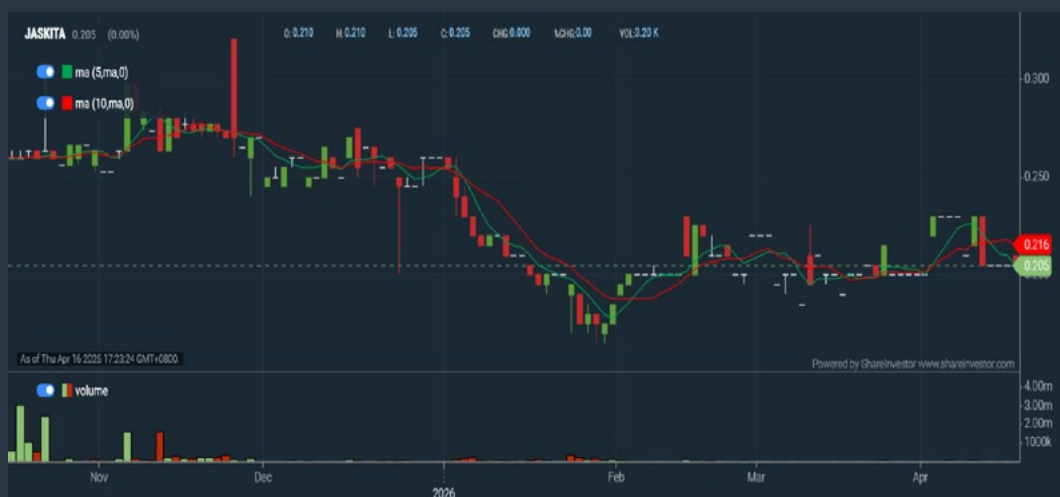 JASKITA 0.205 (0.00%) O: 0.210 H: 0.210 L: 0.205 C: 0.205 CHG: 0.000 %CHG: 0.00 VOL: 3.20 K
ma (5,ma,0)
0.300
ma (10,ma,0)
0.250
0.216
0.205
As of Thu Apr 16 2026 17:23:24 GMT+0800
Powered by ShareInvestor www.shareinvestor.com
volume
4.00m
3.00m
2.00m
1000k
Nov Dec Feb Mar Apr
2026